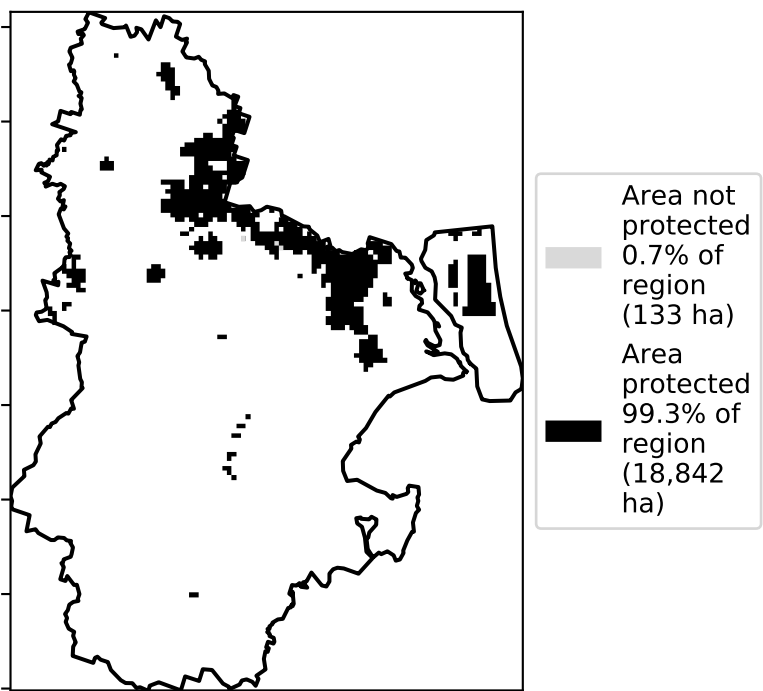 Area not
protected
0.7% of
region
(133 ha)
Area
protected
99.3% of
region
(18,842
ha)